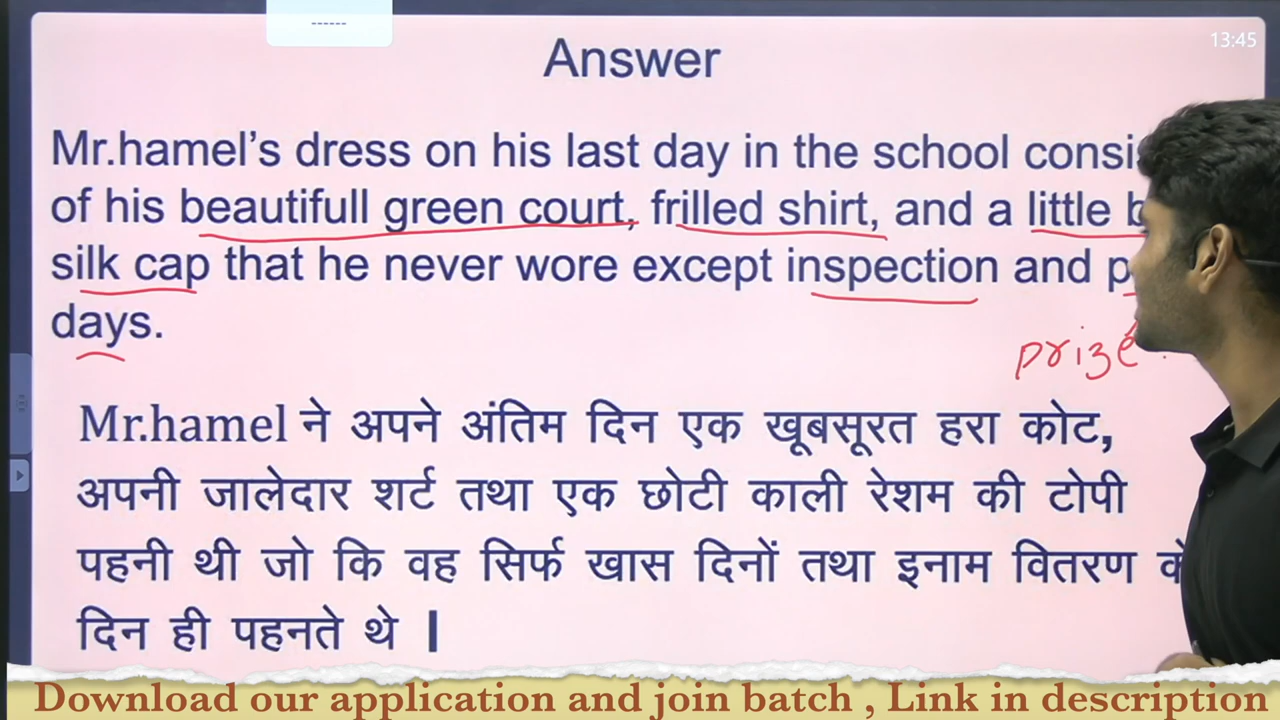 ------
13:45
Answer
Mr.hamel's dress on his last day in the school
of his beautifull green court, frilled shirt, and a little
silk cap that he never wore except inspection and
days.
prize
Mr.hamel ने अपने अंतिम दिन एक खूबसूरत हरा कोट,
अपनी जालेदार शर्ट तथा एक छोटी काली रेशम की टोपी
पहनी थी जो कि वह सिर्फ खास दिनों तथा इनाम वितरण
दिन ही पहनते थे |
Download our application and join batch , Link in description